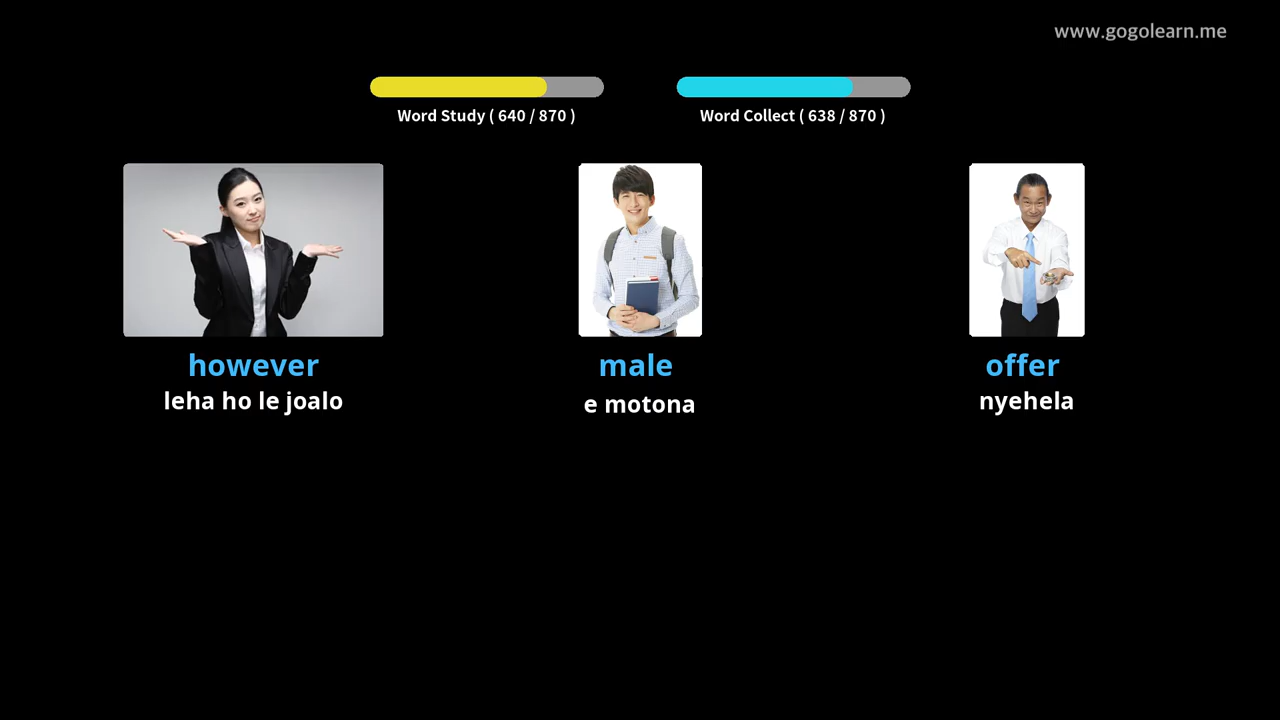 www.gogolearn.me
Word Study ( 640 / 870 )
Word Collect ( 638 / 870 )
however
male
offer
leha ho le joalo
e motona
nyehela